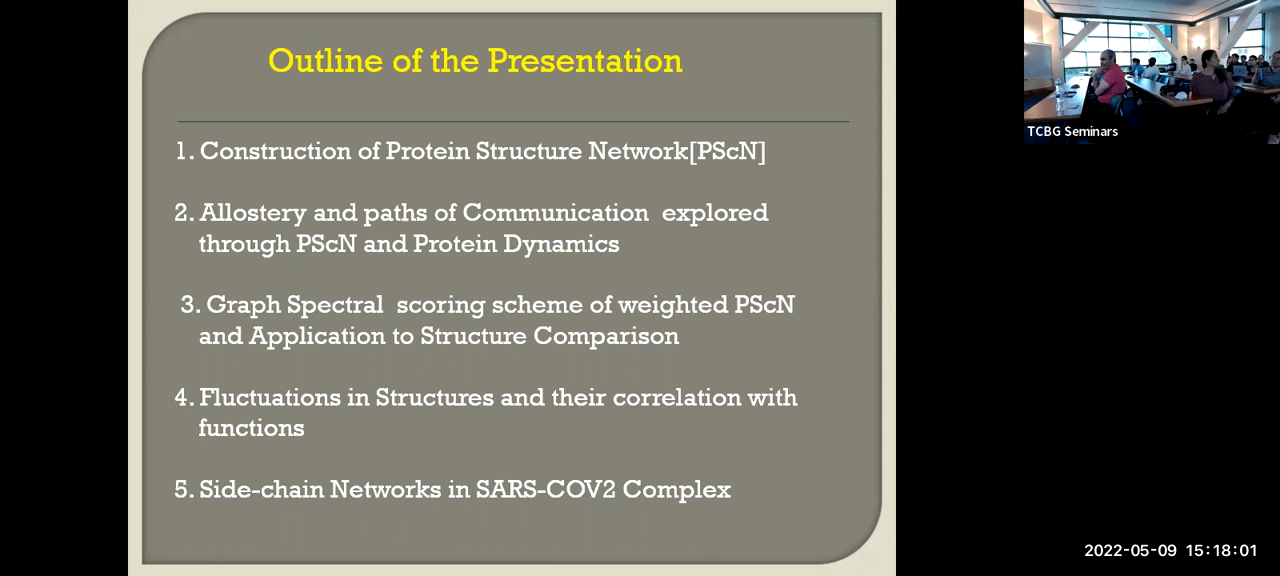 Outline of the Presentation
1. Construction of Protein Structure Network[PScN]
2. Allostery and paths of Communication explored
through PScN and Protein Dynamics
3. Graph Spectral scoring scheme of weighted PScN
and Application to Structure Comparison
4. Fluctuations in Structures and their correlation with
functions
5. Side-chain Networks in SARS-COV2 Complex
TCBG Seminars
2022-05-09 15:18:01